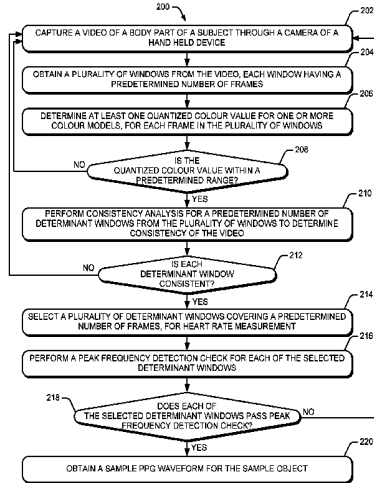 200
202
CAPTURE A VIDEO OF A BODY PART OF A SUBJECT THROUGH A CAMERA OF A
HAND HELD DEVICE
204
OBTAIN A PLURALITY OF WINDOWS FROM THE VIDEO, EACH WINDOW HAVING A
PREDETERMINED NUMBER OF FRAMES
206
DETERMINE AT LEAST ONE QUANTIZED COLOUR VALUE FOR ONE OR MORE
COLOUR MODELS, FOR EACH FRAME IN THE PLURALITY OF WINDOWS
208
IS THE
QUANTIZED COLOUR VALUE WITHIN A
PREDETERMINED RANGE?
NO
YES
210
PERFORM CONSISTENCY ANALYSIS FOR A PREDETERMINED NUMBER OF
DETERMINANT WINDOWS FROM THE PLURALITY OF WINDOWS TO DETERMINE
CONSISTENCY OF THE VIDEO
212
NO
IS EACH
DETERMINANT WINDOW
CONSISTENT?
YES
214
SELECT A PLURALITY OF DETERMINANT WINDOWS COVERING A PREDETERMINED
NUMBER OF FRAMES, FOR HEART RATE MEASUREMENT
216
PERFORM A PEAK FREQUENCY DETECTION CHECK FOR EACH OF THE SELECTED
DETERMINANT WINDOWS
218
DOES EACH OF
THE SELECTED DETERMINANT WINDOWS PASS PEAK
FREQUENCY DETECTION CHECK?
NO
YES
220
OBTAIN A SAMPLE PPG WAVEFORM FOR THE SAMPLE OBJECT